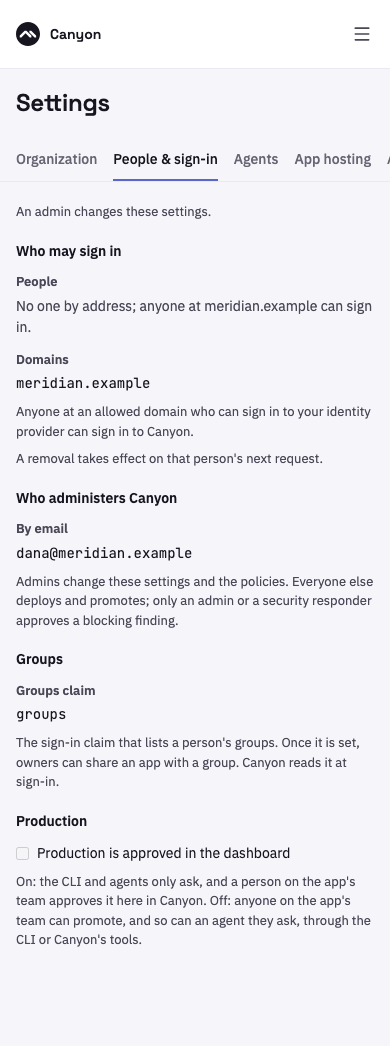 Canyon
Settings
Organization People & sign-in Agents App hosting
An admin changes these settings.
Who may sign in
People
No one by address; anyone at meridian.example can sign
in.
Domains
meridian.example
Anyone at an allowed domain who can sign in to your identity
provider can sign in to Canyon.
A removal takes effect on that person's next request.
Who administers Canyon
By email
dana@meridian.example
Admins change these settings and the policies. Everyone else
deploys and promotes; only an admin or a security responder
approves a blocking finding.
Groups
Groups claim
groups
The sign-in claim that lists a person's groups. Once it is set,
owners can share an app with a group. Canyon reads it at
sign-in.
Production
Production is approved in the dashboard
On: the CLI and agents only ask, and a person on the app's
team approves it here in Canyon. Off: anyone on the app's
team can promote, and so can an agent they ask, through the
CLI or Canyon's tools.